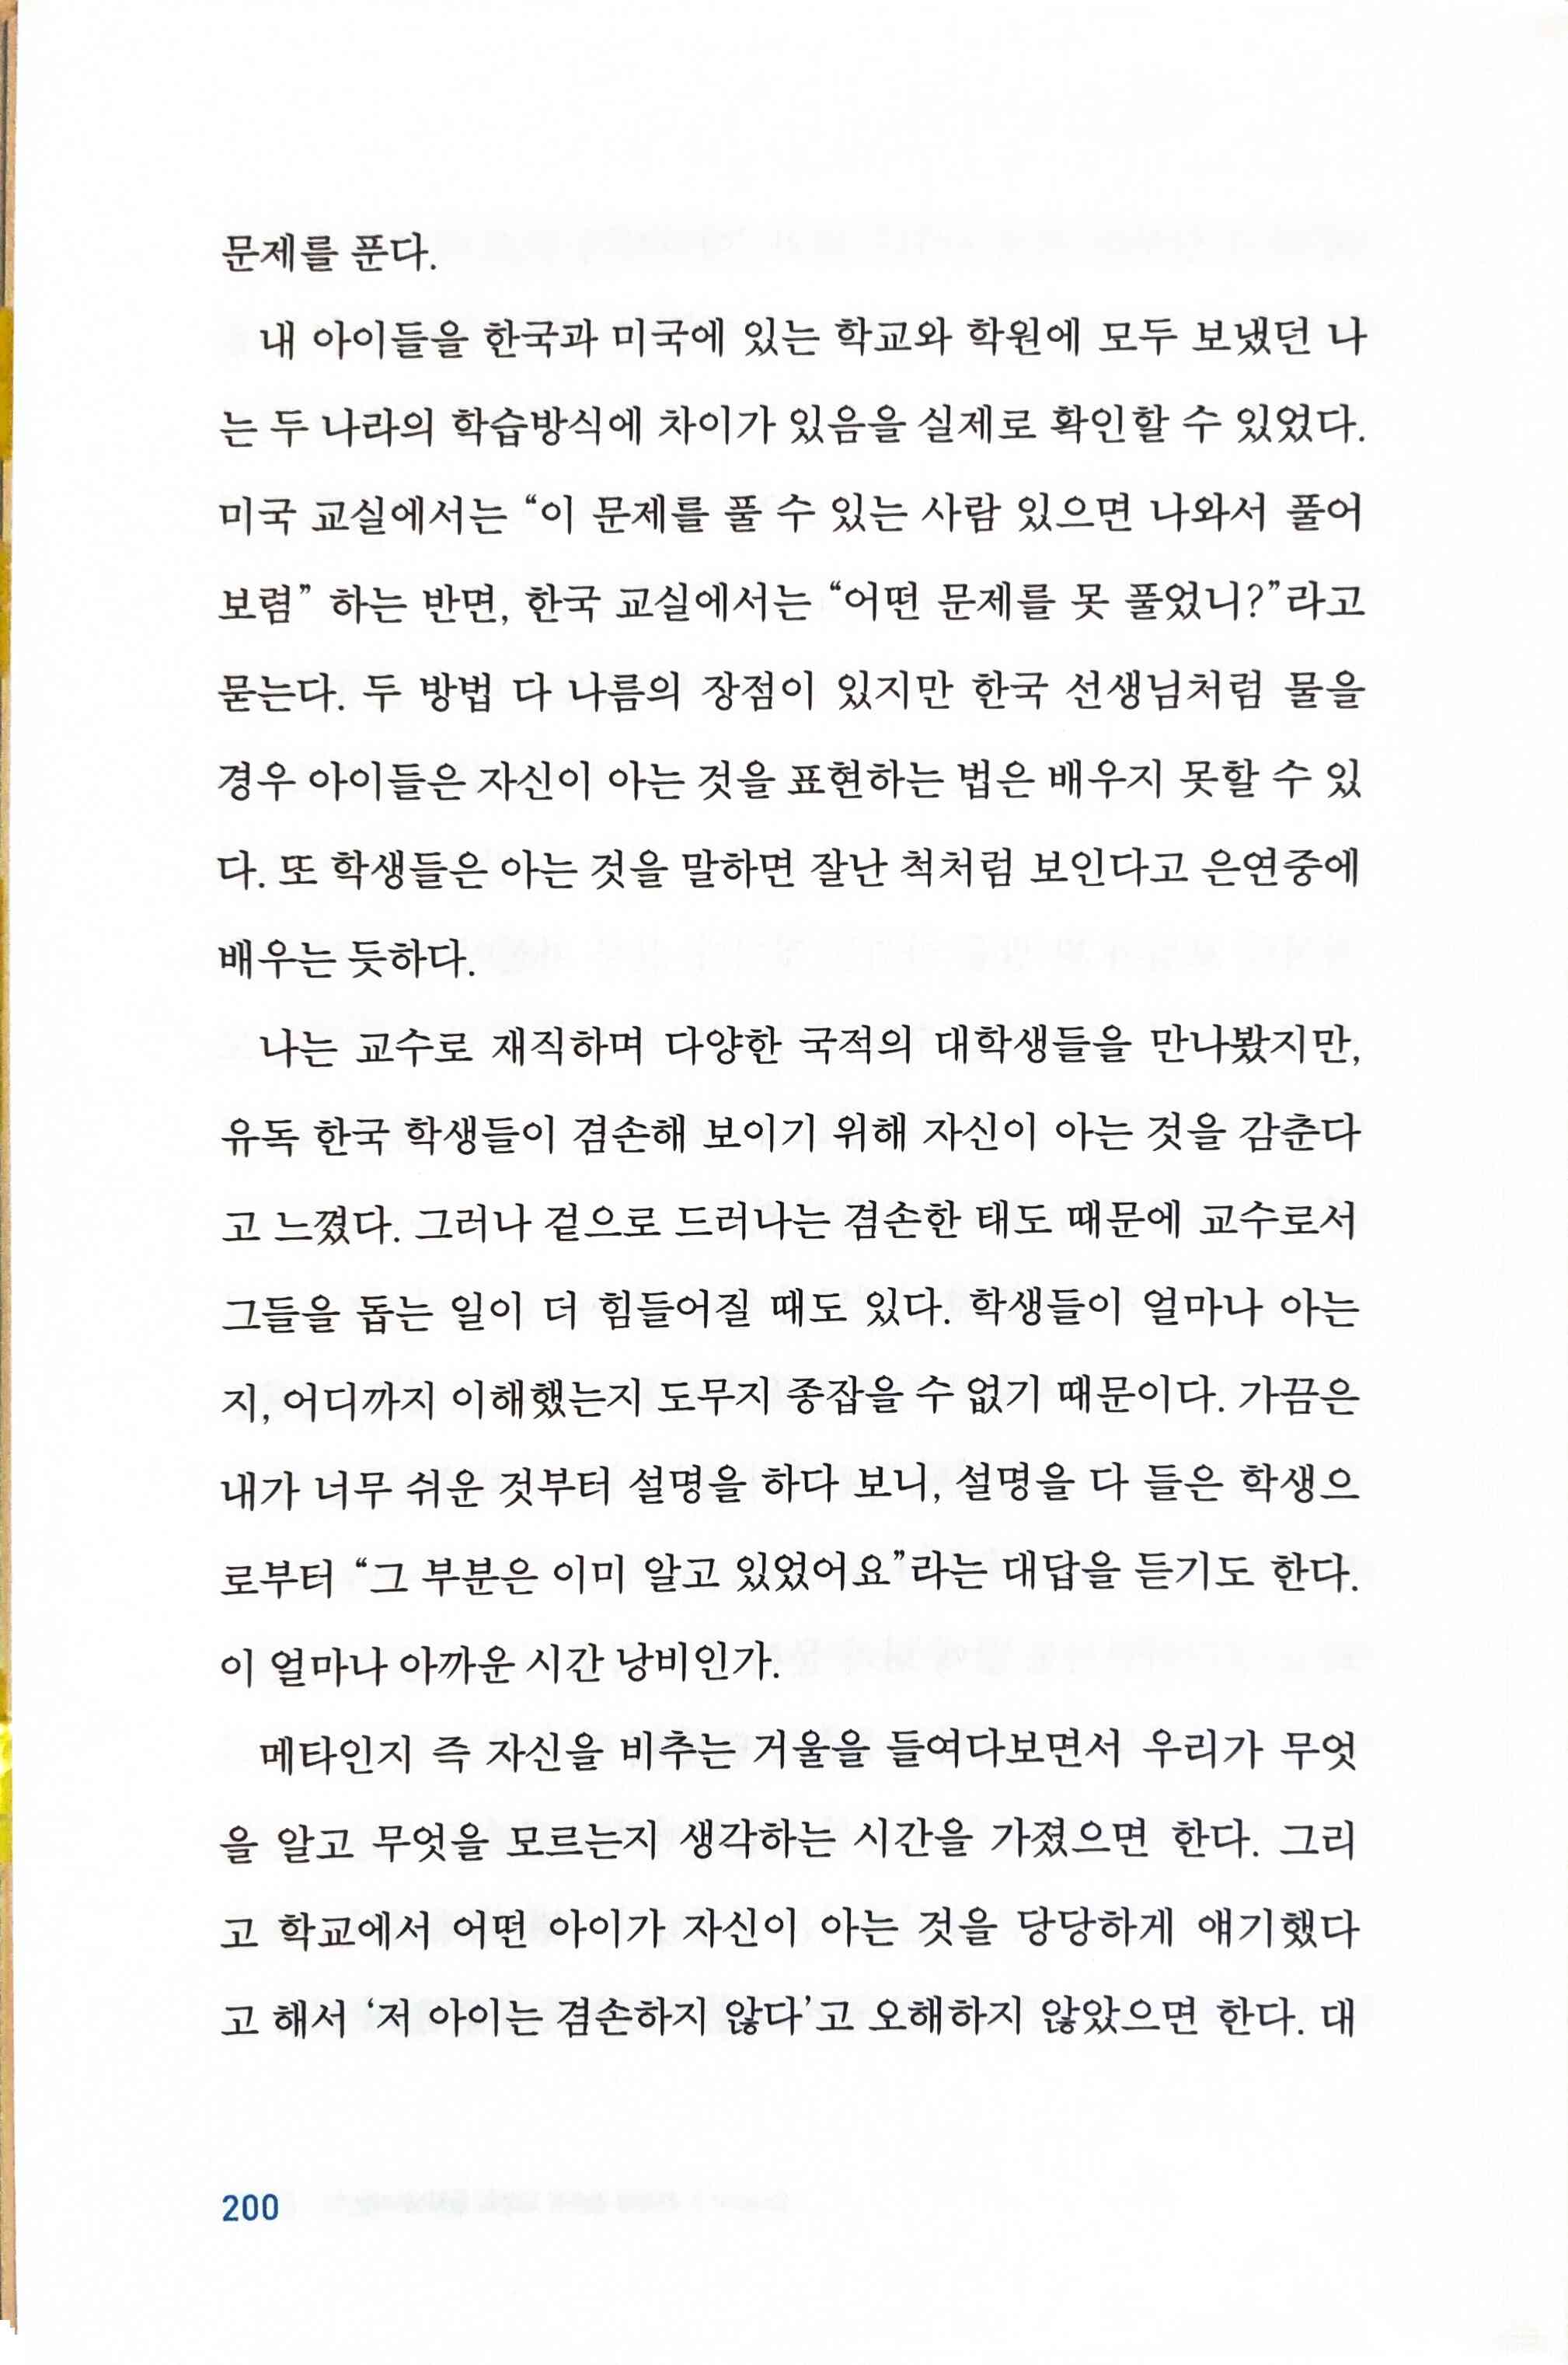 문제를 푼다.
내 아이들을 한국과 미국에 있는 학교와 학원에 모두 보냈던 나
는 두 나라의 학습방식에 차이가 있음을 실제로 확인할 수 있었다.
미국 교실에서는 “이 문제를 풀 수 있는 사람 있으면 나와서 풀어
보렴” 하는 반면, 한국 교실에서는 “어떤 문제를 못 풀었니?”라고
묻는다. 두 방법 다 나름의 장점이 있지만 한국 선생님처럼 물을
경우 아이들은 자신이 아는 것을 표현하는 법은 배우지 못할 수 있
다. 또 학생들은 아는 것을 말하면 잘난 척처럼 보인다고 은연중에
배우는 듯하다.
나는 교수로 재직하며 다양한 국적의 대학생들을 만나봤지만,
유독 한국 학생들이 겸손해 보이기 위해 자신이 아는 것을 감춘다
고 느꼈다. 그러나 겉으로 드러나는 겸손한 태도 때문에 교수로서
그들을 돕는 일이 더 힘들어질 때도 있다. 학생들이 얼마나 아는
지, 어디까지 이해했는지 도무지 종잡을 수 없기 때문이다. 가끔은
내가 너무 쉬운 것부터 설명을 하다 보니, 설명을 다 들은 학생으
로부터 “그 부분은 이미 알고 있었어요”라는 대답을 듣기도 한다.
이 얼마나 아까운 시간 낭비인가.
메타인지 즉 자신을 비추는 거울을 들여다보면서 우리가 무엇
을 알고 무엇을 모르는지 생각하는 시간을 가졌으면 한다. 그리
고 학교에서 어떤 아이가 자신이 아는 것을 당당하게 얘기했다
고 해서 ‘저 아이는 겸손하지 않다’고 오해하지 않았으면 한다. 대
200